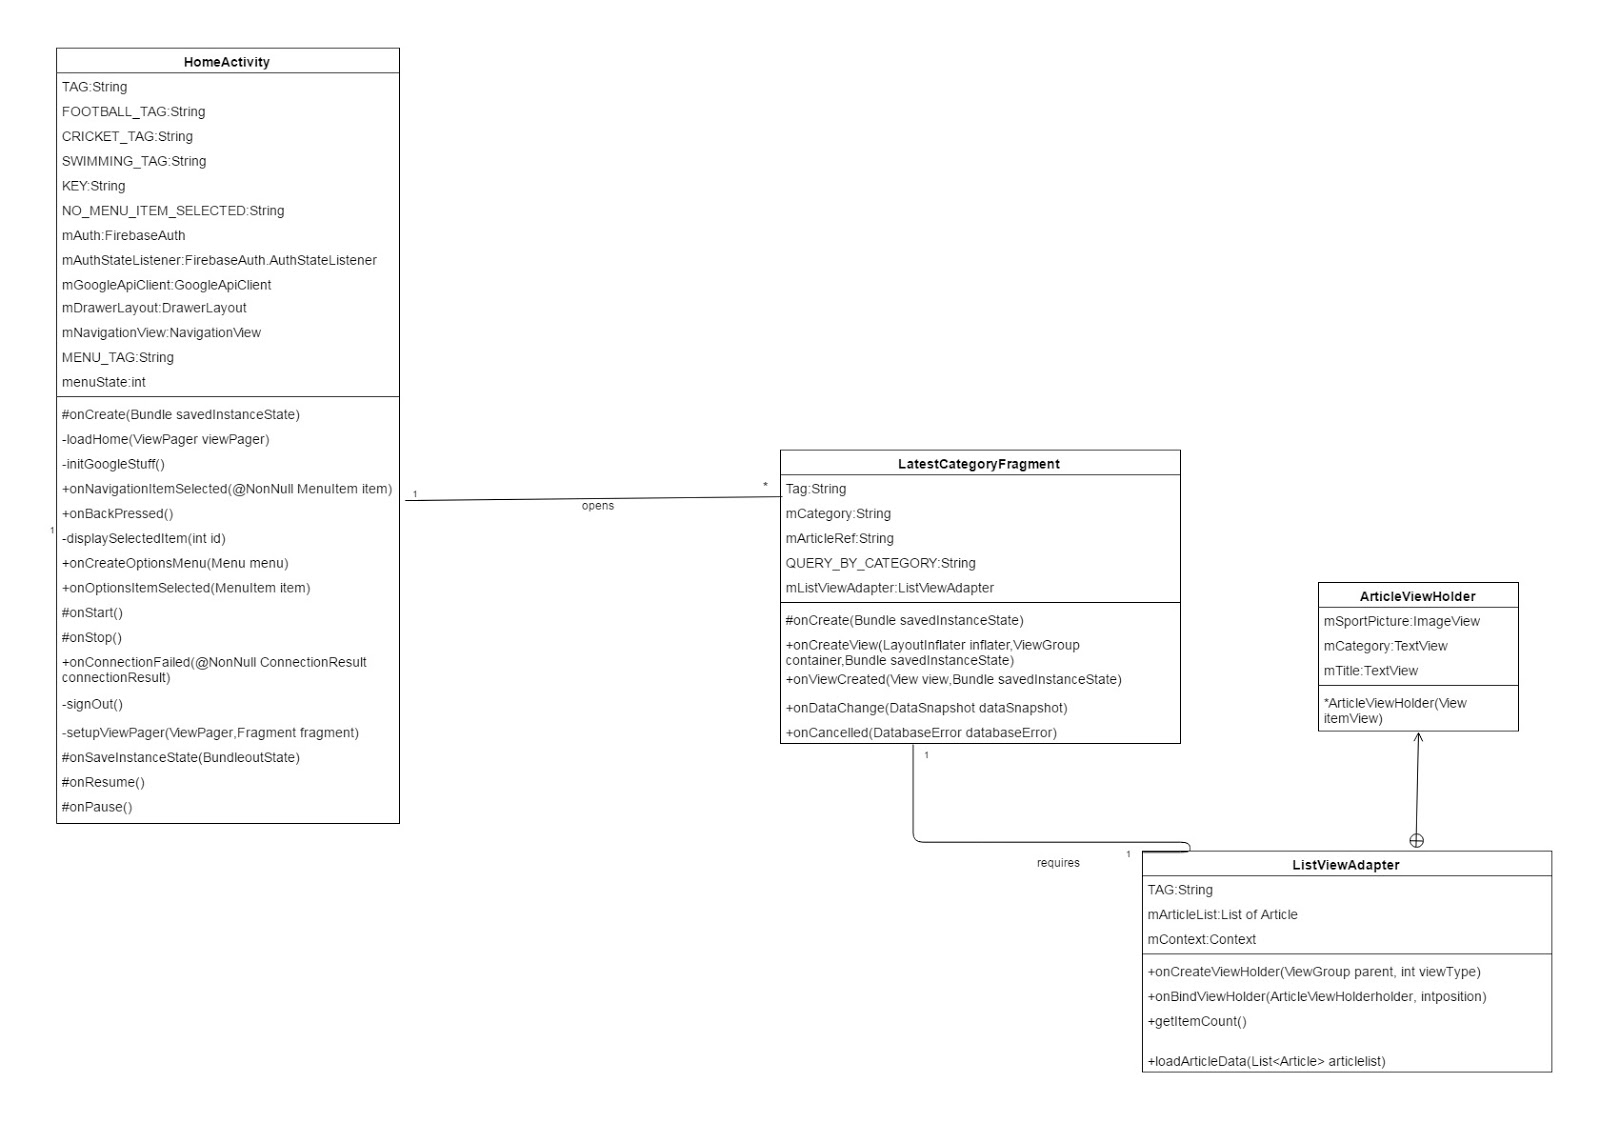 HomeActivity
TAG:String
FOOTBALL_TAG:String
CRICKET_TAG:String
SWIMMING_TAG:String
KEY:String
NO_MENU_ITEM_SELECTED:String
mAuth:FirebaseAuth
mAuthStateListener:FirebaseAuth.AuthStateListener
mGoogleApiClient:GoogleApiClient
mDrawerLayout:DrawerLayout
mNavigationView:NavigationView
MENU_TAG:String
menuState:int
#onCreate(Bundle savedInstanceState)
-loadHome(ViewPager viewPager)
-initGoogleStuff()
+onNavigationItemSelected(@NonNull MenuItem item)
+onBackPressed()
1
-displaySelectedItem(int id)
+onCreateOptionsMenu(Menu menu)
+onOptionsItemSelected(MenuItem item)
#onStart()
#onStop()
+onConnectionFailed(@NonNull ConnectionResult
connectionResult)
-signOut()
-setupViewPager(ViewPager,Fragment fragment)
#onSaveInstanceState(BundleoutState)
#onResume()
#onPause()
1
opens
*
LatestCategoryFragment
Tag:String
mCategory:String
mArticleRef:String
QUERY_BY_CATEGORY:String
mListViewAdapter:ListViewAdapter
#onCreate(Bundle savedInstanceState)
+onCreateView(LayoutInflater inflater,ViewGroup
container,Bundle savedInstanceState)
+onViewCreated(View view,Bundle savedInstanceState)
+onDataChange(DataSnapshot dataSnapshot)
+onCancelled(DatabaseError databaseError)
1
requires
1
ArticleViewHolder
mSportPicture:ImageView
mCategory:TextView
mTitle:TextView
*ArticleViewHolder(View
itemView)
ListViewAdapter
TAG:String
mArticleList:List of Article
mContext:Context
+onCreateViewHolder(ViewGroup parent, int viewType)
+onBindViewHolder(ArticleViewHolderholder, intposition)
+getItemCount()
+loadArticleData(List<Article> articlelist)